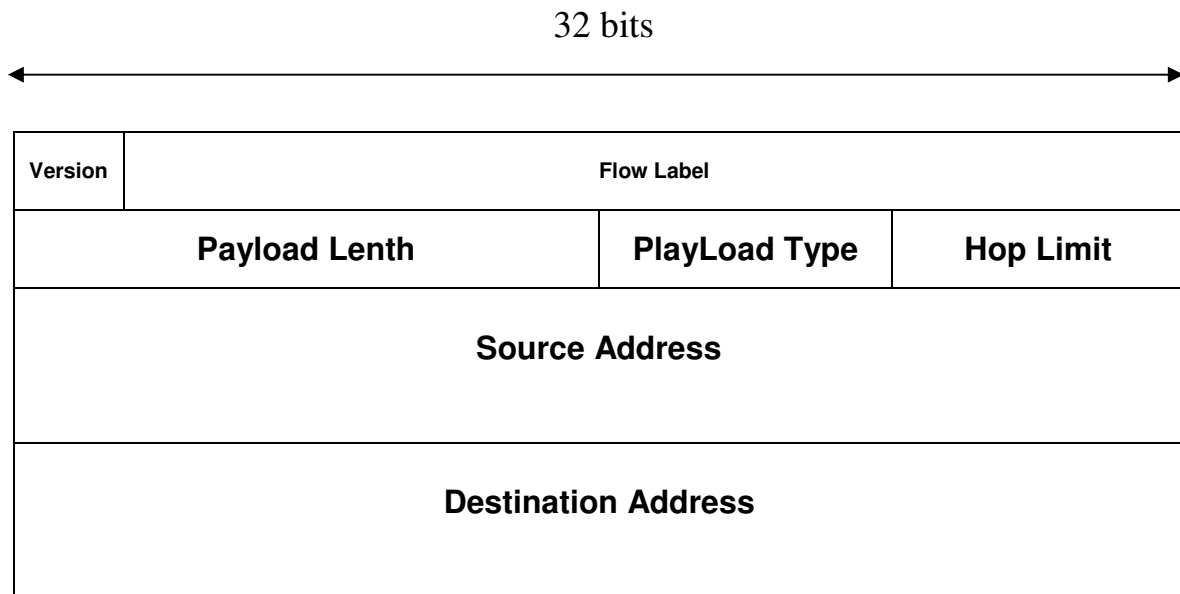 32 bits
Version Flow Label
Payload Lenth PlayLoad Type Hop Limit
Source Address
Destination Address